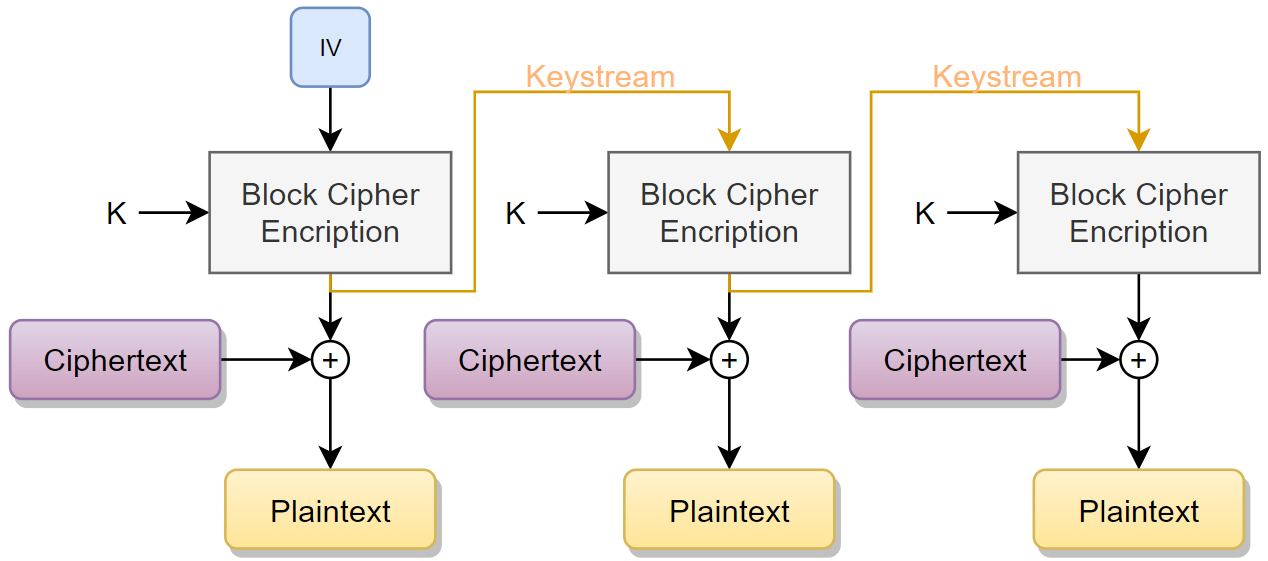 IV
Keystream
Keystream
K
Block Cipher
Encription
K
Block Cipher
Encription
K
Block Cipher
Encription
Ciphertext
+
Ciphertext
+
Ciphertext
+
Plaintext
Plaintext
Plaintext